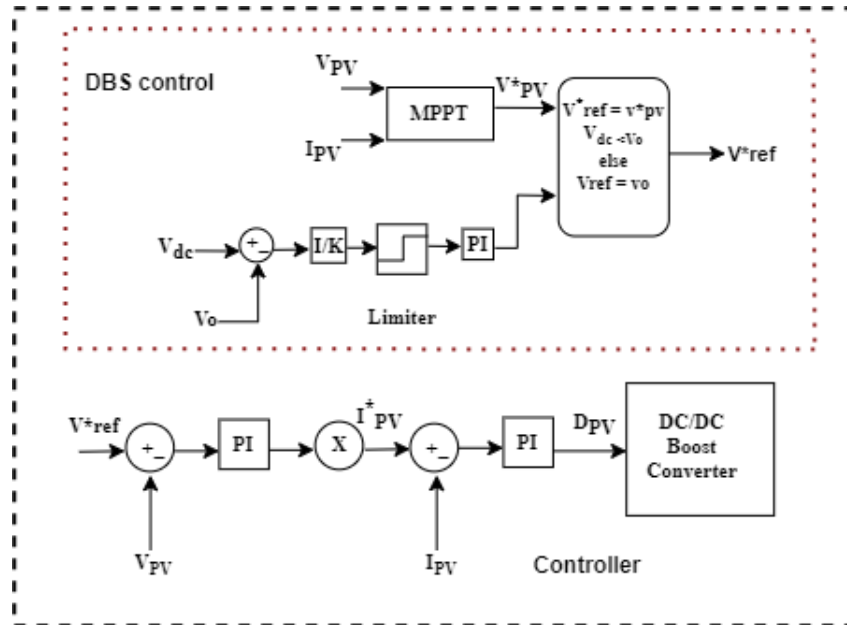 DBS control
VPV
IPV
MPPT
V*PV
V*ref = v*pv
Vdc <Vo
else
Vref = vo
V*ref
Vdc
+-
I/K
PI
Vo
Limiter
V*ref
+-
PI
X
I*PV
+-
PI
DPV
DC/DC
Boost
Converter
VPV
IPV
Controller